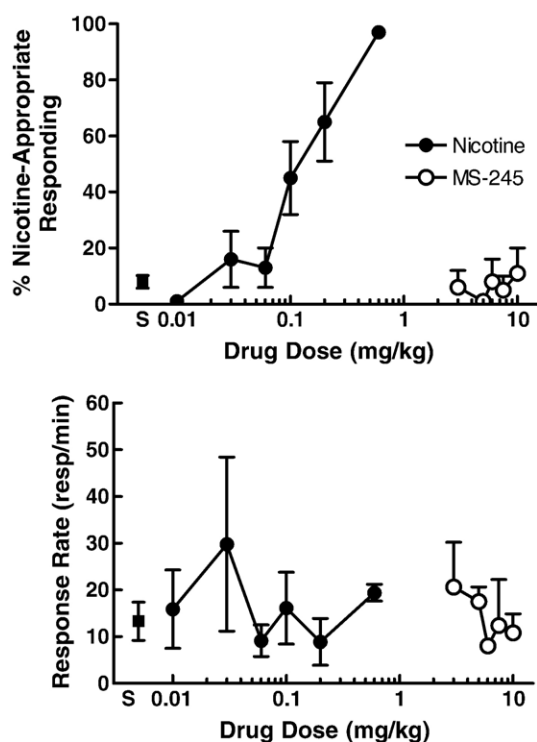 100
80
60
40
20
0
% Nicotine-Appropriate
Responding
Nicotine
MS-245
S 0.01 0.1 1 10
Drug Dose (mg/kg)
60
50
40
30
20
10
0
Response Rate (resp/min)
S 0.01 0.1 1 10
Drug Dose (mg/kg)